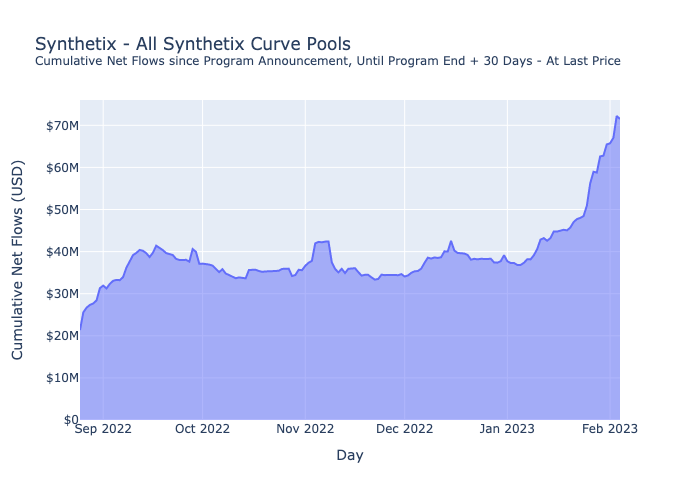 Synthetix - All Synthetix Curve Pools
Cumulative Net Flows since Program Announcement, Until Program End + 30 Days - At Last Price
Cumulative Net Flows (USD)
$70M
$60M
$50M
$40M
$30M
$20M
$10M
$0
Sep 2022 Oct 2022 Nov 2022 Dec 2022 Jan 2023 Feb 2023
Day